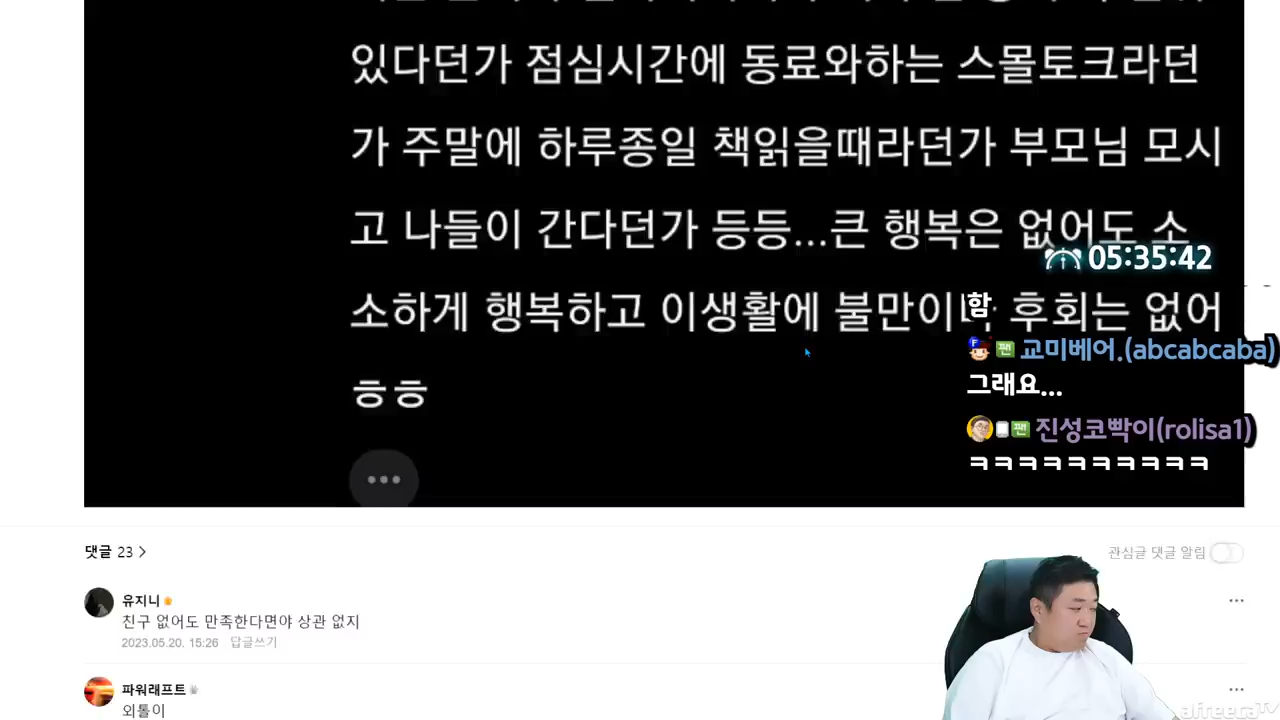 있다던가 점심시간에 동료와하는 스몰토크라던
가 주말에 하루종일 책읽을때라던가 부모님 모시
고 나들이 간다던가 등등...큰 행복은 없어도 소
05:35:42
소하게 행복하고 이생활에 불만이나 후회는 없어
함
ㅎㅎ
교미베어.(abcabcaba)
그래요...
진성코빡이(rolisa1)
ㅋㅋㅋㅋㅋㅋㅋㅋㅋㅋ
댓글 23
관심글 댓글 알림
유지니
친구 없어도 만족한다면야 상관 없지
2023.05.20. 15:26 답글쓰기
파워래프트
외톨이
afreecaTV